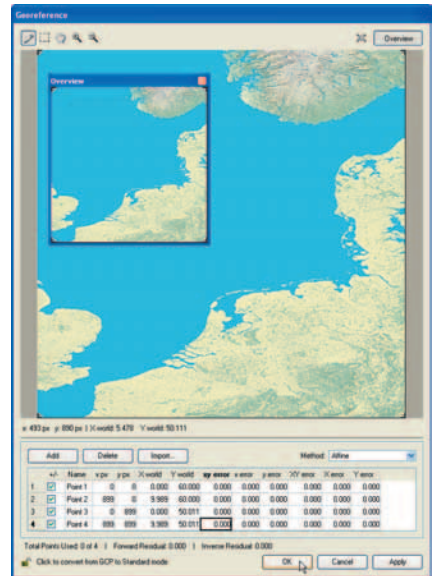 Georeference
Overview
Overview
x: 493 px y: 890 px | X world: 5.478 Y world: 50.111
Add Delete Import... Method: Affine
+/- Name x px y px X world Y world xy error x error y error XY error X error Y error
1 Point 1 0 0 0.000 60.000 0.000 0.000 0.000 0.000 0.000 0.000
2 Point 2 899 0 9.989 60.000 0.000 0.000 0.000 0.000 0.000 0.000
3 Point 3 0 899 0.000 50.011 0.000 0.000 0.000 0.000 0.000 0.000
4 Point 4 899 899 9.989 50.011 0.000 0.000 0.000 0.000 0.000 0.000
Total Points Used: 0 of 4 | Forward Residual: 0.000 | Inverse Residual: 0.000
Click to convert from GCP to Standard mode
OK Cancel Apply